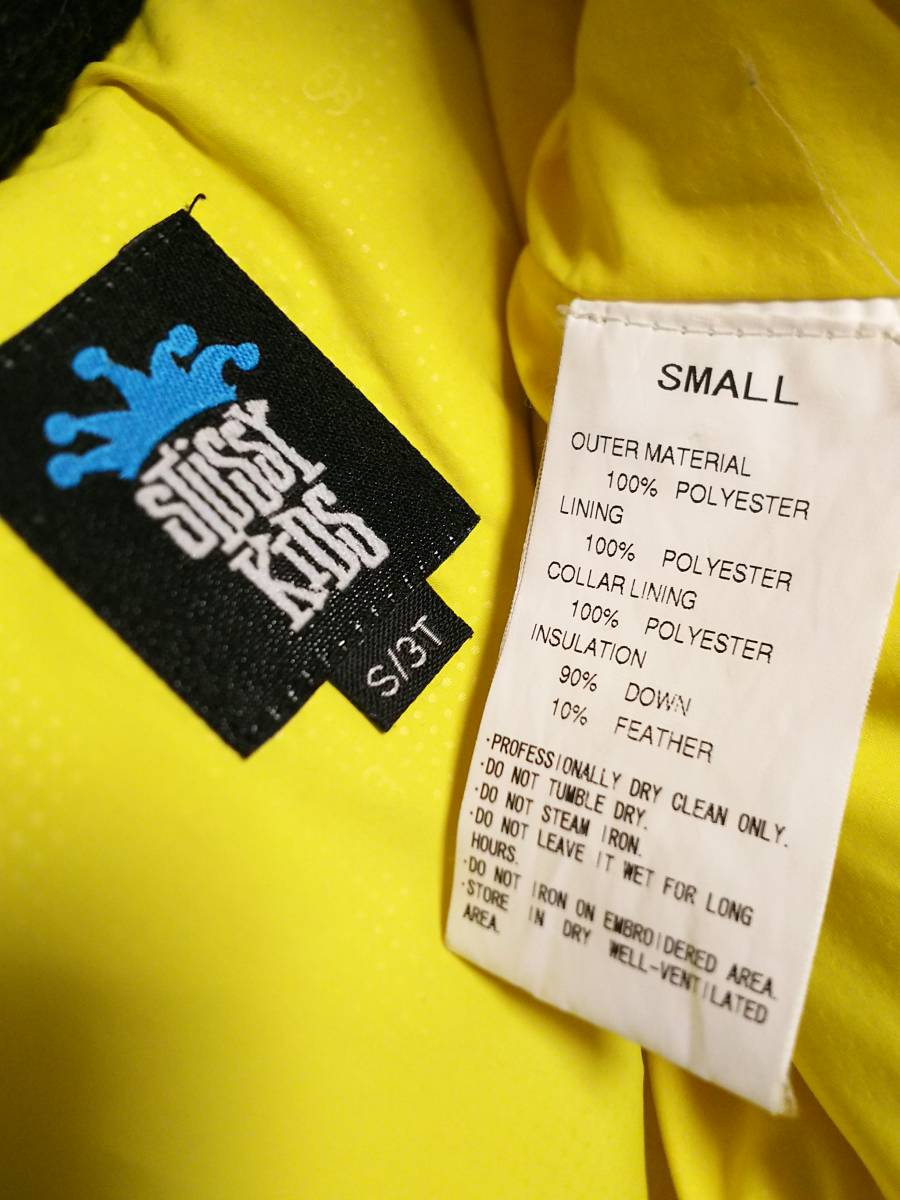 STÜSSY
KIDS
S/3T
SMALL
OUTER MATERIAL
100% POLYESTER
LINING
100% POLYESTER
COLLAR LINING
100% POLYESTER
INSULATION
90% DOWN
10% FEATHER
·PROFESSIONALLY DRY CLEAN ONLY.
·DO NOT TUMBLE DRY.
·DO NOT STEAM IRON.
·DO NOT LEAVE IT WET FOR LONG
HOURS.
·DO NOT IRON ON EMBROIDERED AREA.
·STORE IN DRY WELL-VENTILATED
AREA.